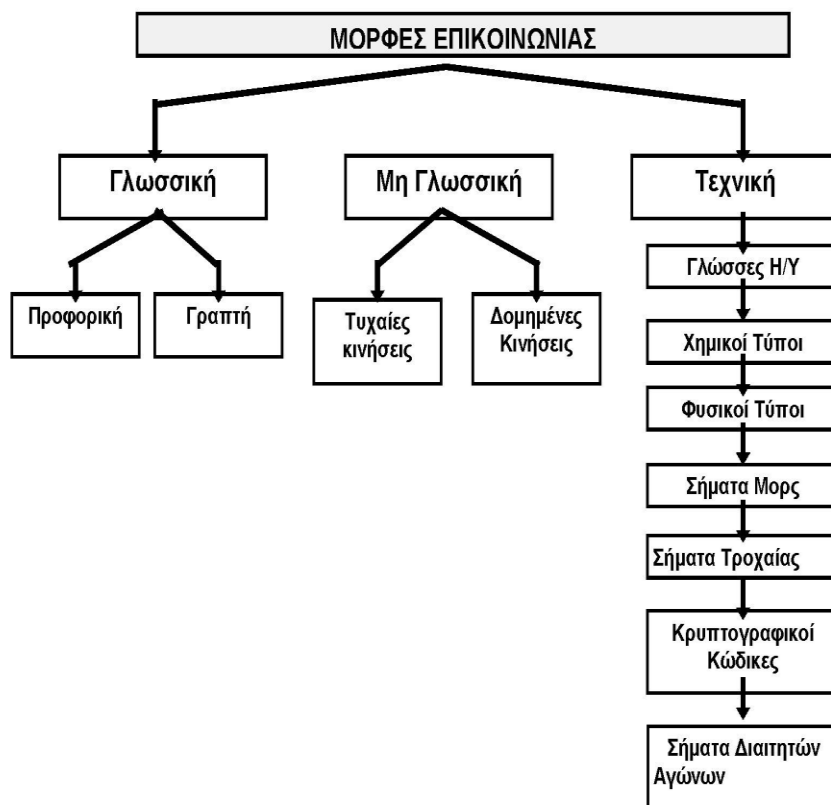 ΜΟΡΦΕΣ ΕΠΙΚΟΙΝΩΝΙΑΣ
Γλωσσική
Μη Γλωσσική
Τεχνική
Προφορική
Γραπτή
Τυχαίες
κινήσεις
Δομημένες
Κινήσεις
Γλώσσες Η/Υ
Χημικοί Τύποι
Φυσικοί Τύποι
Σήματα Μορς
Σήματα Τροχαίας
Κρυπτογραφικοί
Κώδικες
Σήματα Διαιτητών
Αγώνων